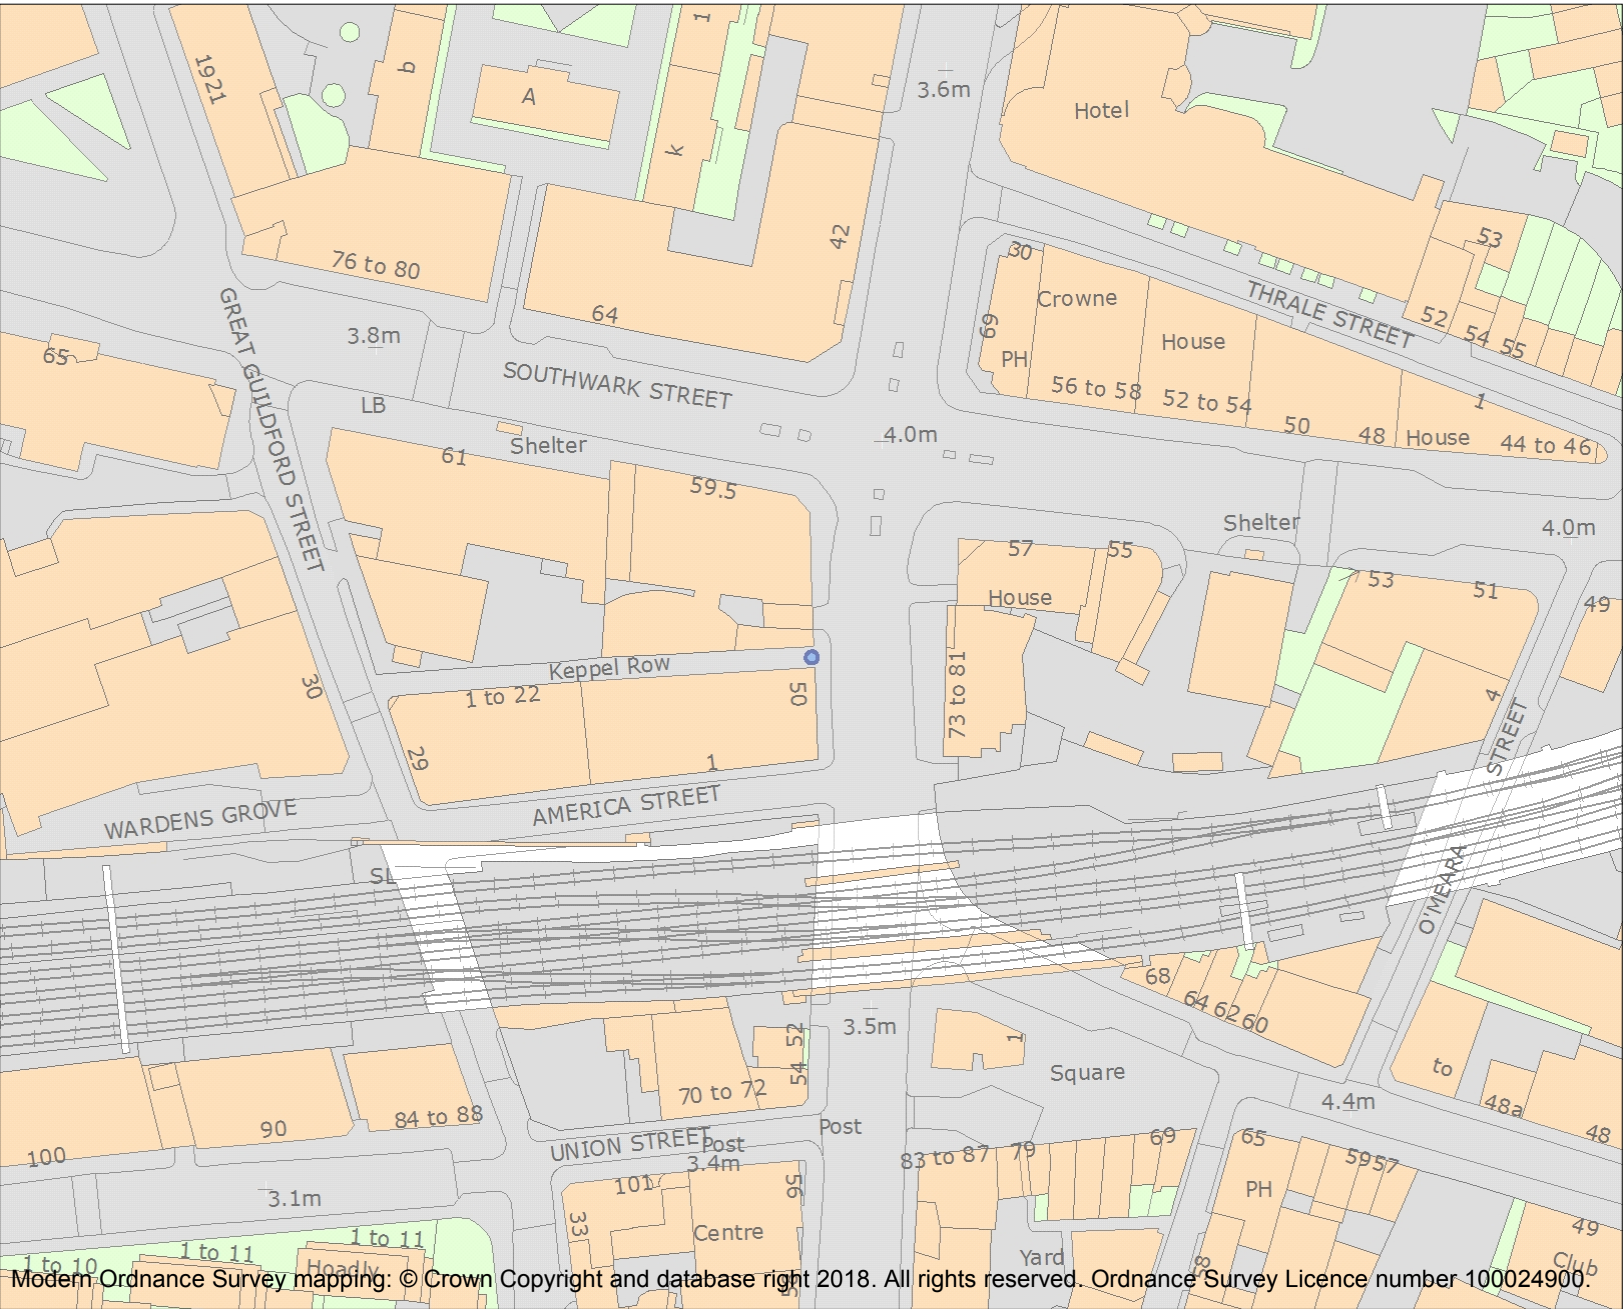 1
1921
b
A
k
3.6m
Hotel
42
76 to 80
64
30
53
Crowne
THRALE STREET
69
House
PH
52
54
55
GREAT GUILDFORD STREET
3.8m
65
SOUTHWARK STREET
56 to 58
52 to 54
1
LB
50
48
House
44 to 46
61
Shelter
4.0m
59.5
Shelter
4.0m
57
55
53
51
49
House
Keppel Row
30
1 to 22
50
73 to 81
4
29
1
O'MEARA STREET
WARDENS GROVE
AMERICA STREET
SL
68
64
62
60
3.5m
52
1
54
Square
to
70 to 72
4.4m
48a
90
84 to 88
Post
48
UNION STREET
Post
3.4m
83 to 87
79
69
65
59
57
100
101
56
3.1m
PH
33
Centre
49
1 to 10
1 to 11
1 to 11
Hoadly
Yard
58
58
Club
Modern Ordnance Survey mapping: © Crown Copyright and database right 2018. All rights reserved. Ordnance Survey Licence number 100024900.